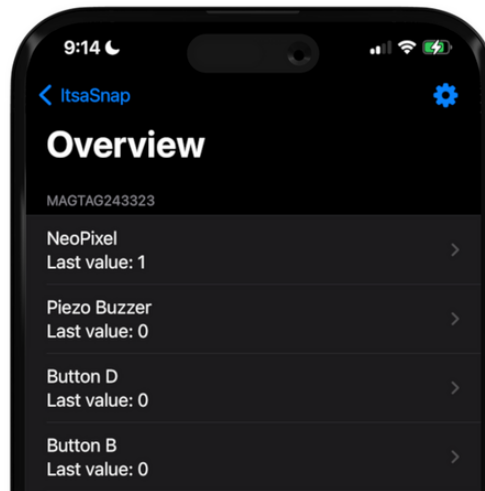 9:14
ItsaSnap
Overview
MAGTAG243323
NeoPixel
Last value: 1
Piezo Buzzer
Last value: 0
Button D
Last value: 0
Button B
Last value: 0